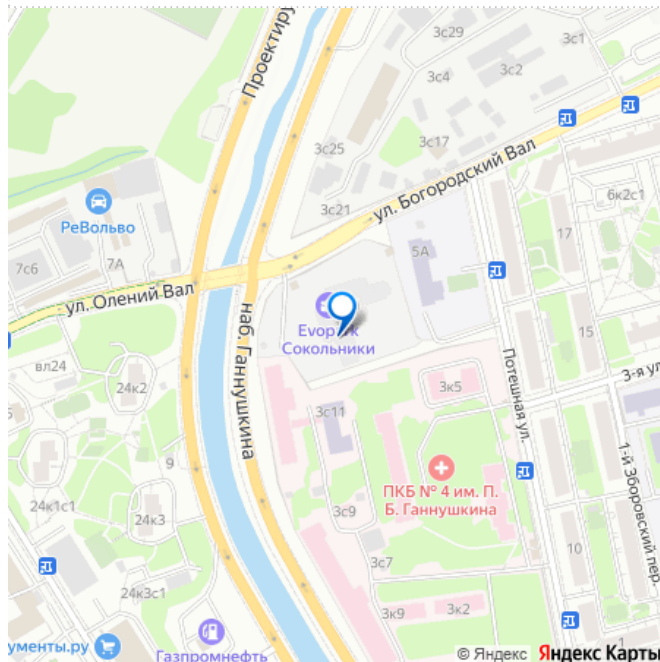 3с29
3с1
3с4
3с2
Проектиру
3с17
3с25
3с21
ул. Богородский Вал
6к2с1
РеВольво
17
5А
7с6
7А
ул. Олений Вал
наб. Ганнушкина
Evopark
Сокольники
15
вл24
24к2
Потешная ул.
3-я ул
3к5
3с11
9
ПКБ № 4 им. П.
Б. Ганнушкина
24к1с1
24к3
3с9
1-й Зборовский пер.
3с7
10
24к3с1
3к9
3к2
ументы.ру
Газпромнефть
1
© Яндекс Яндекс Карты